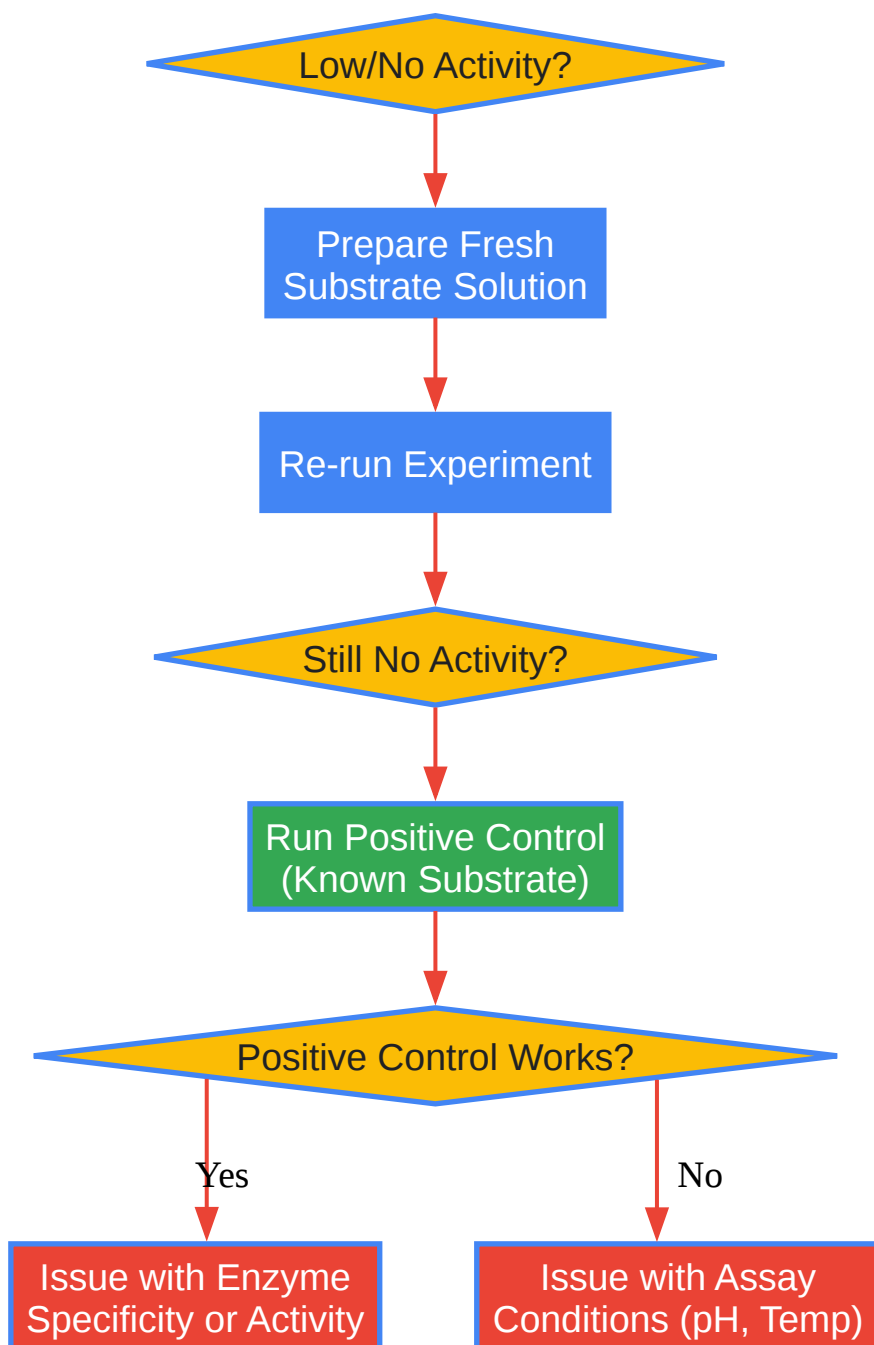 Low/No Activity?
Prepare Fresh
Substrate Solution
Re-run Experiment
Still No Activity?
Run Positive Control
(Known Substrate)
Positive Control Works?
Yes
No
Issue with Enzyme
Specificity or Activity
Issue with Assay
Conditions (pH, Temp)